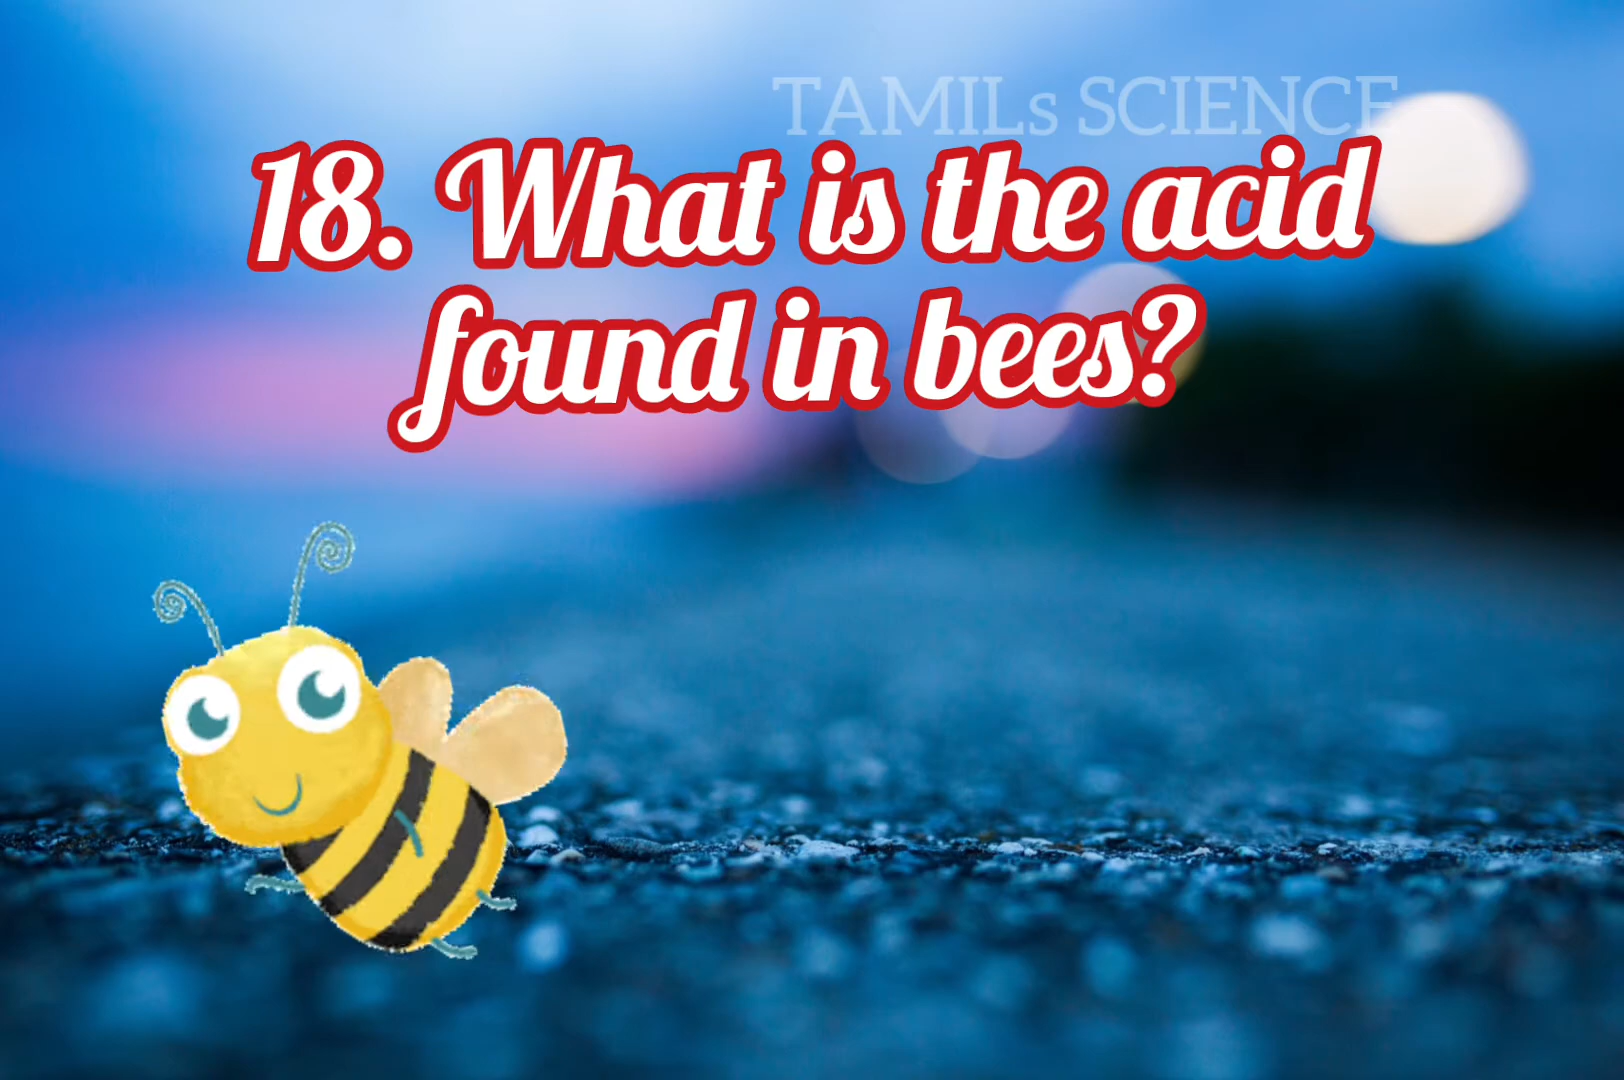 TAMILs SCIENCE
18. What is the acid
found in bees?